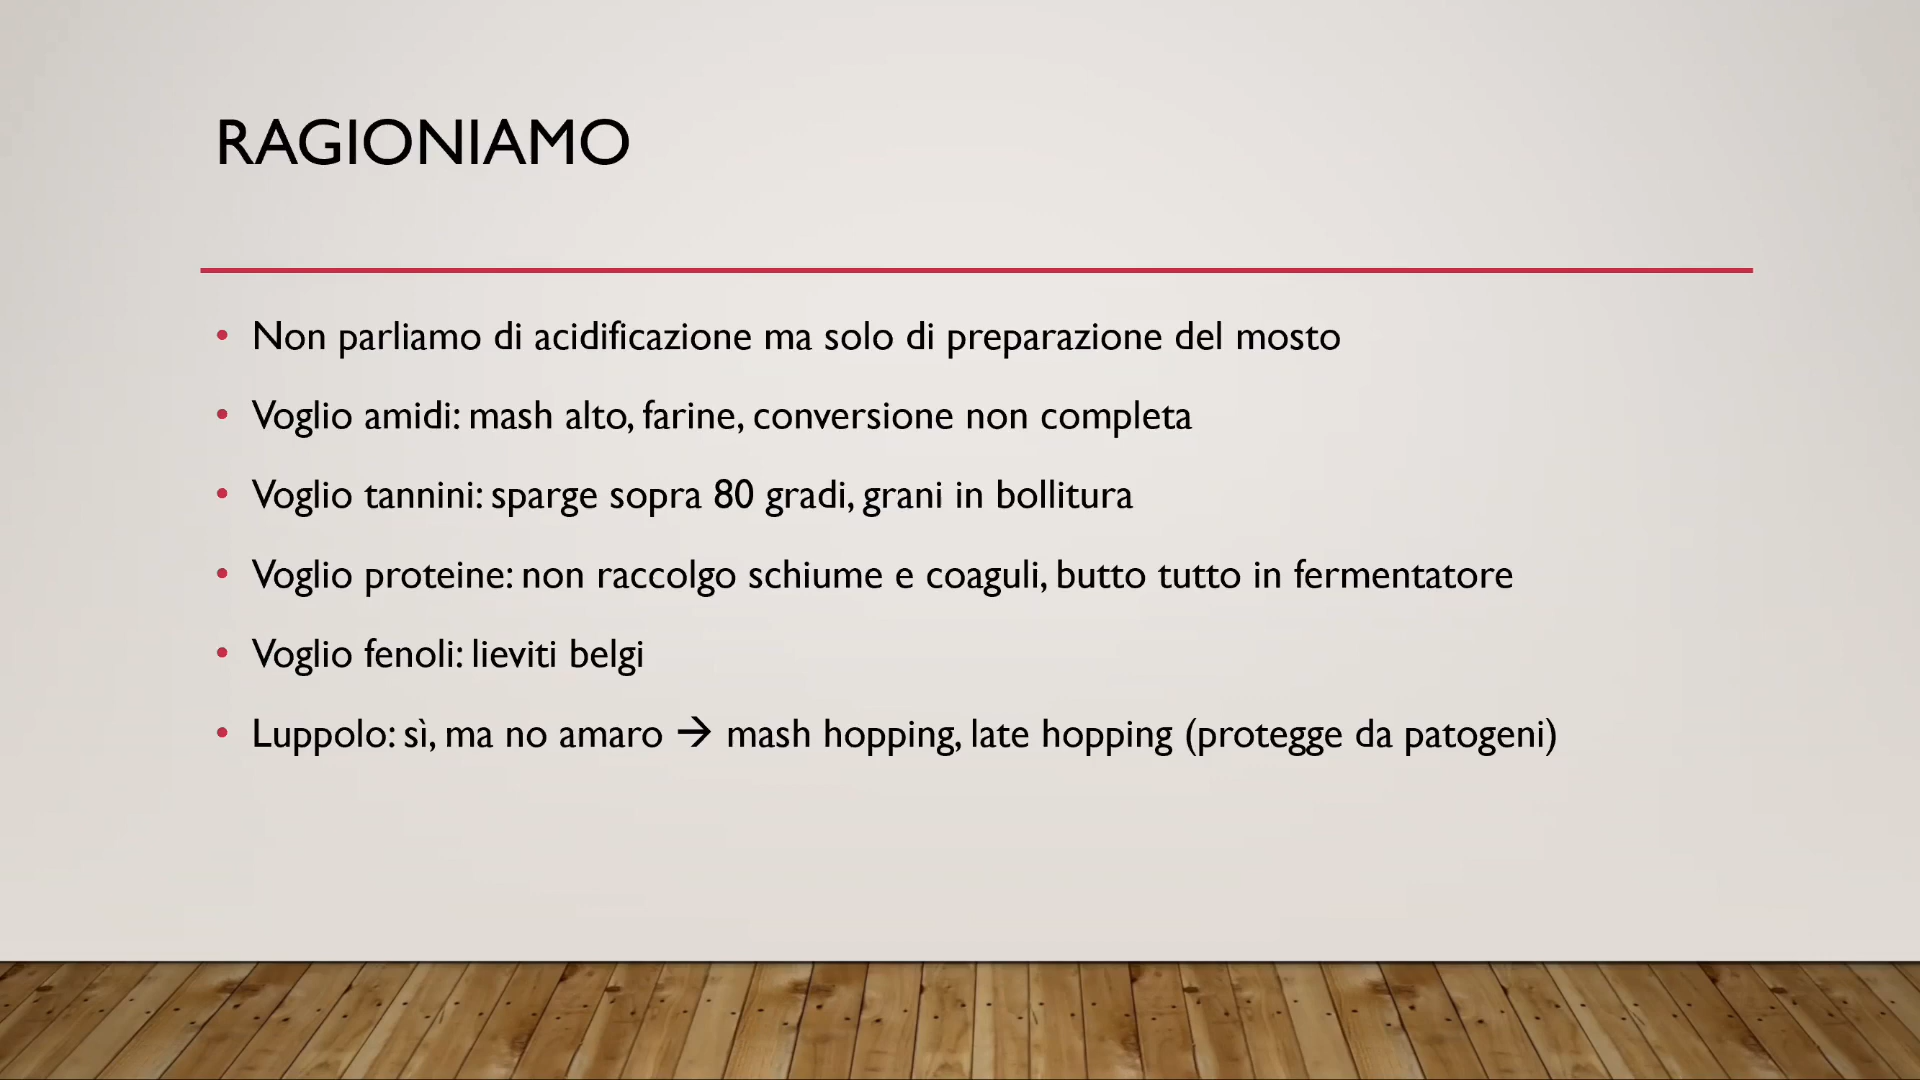 RAGIONIAMO
• Non parliamo di acidificazione ma solo di preparazione del mosto
• Voglio amidi: mash alto, farine, conversione non completa
• Voglio tannini: sparge sopra 80 gradi, grani in bollitura
• Voglio proteine: non raccolgo schiume e coaguli, butto tutto in fermentatore
• Voglio fenoli: lieviti belgi
• Luppolo: sì, ma no amaro → mash hopping, late hopping (protegge da patogeni)